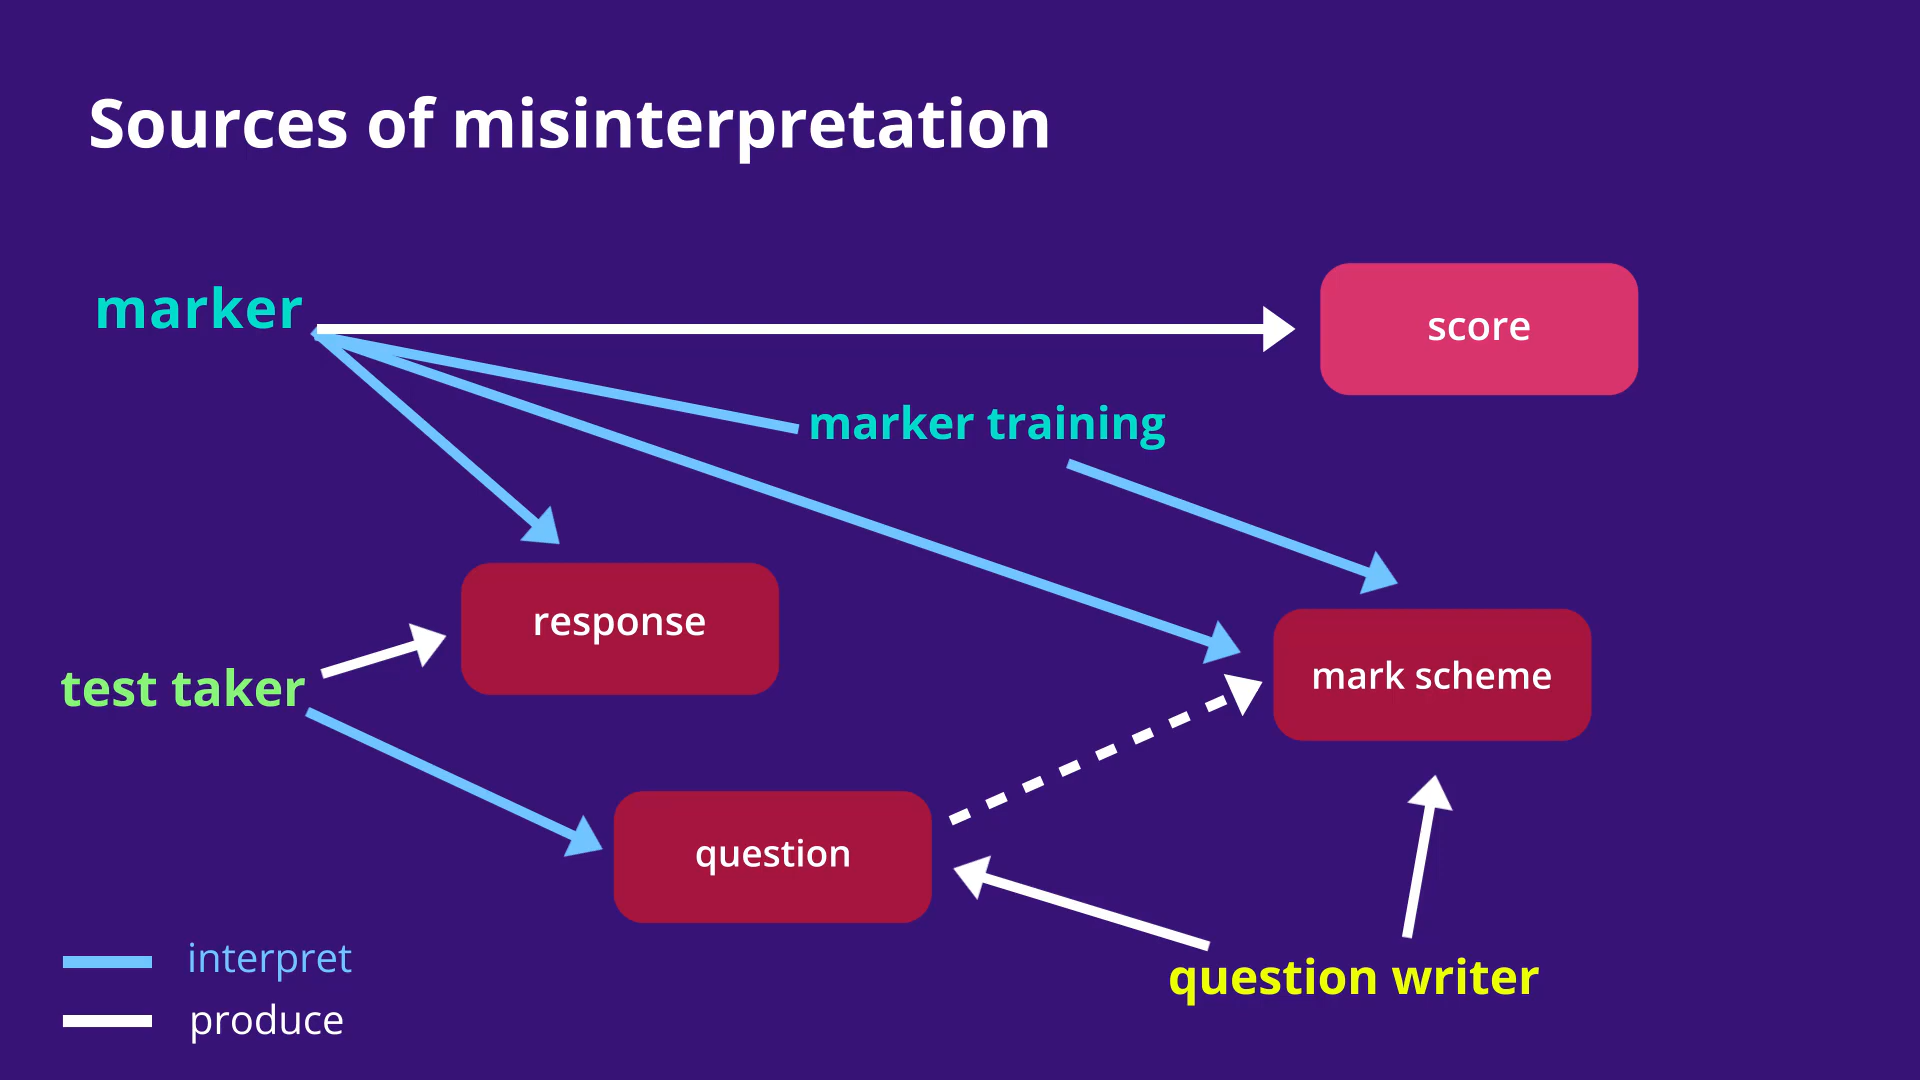 Sources of misinterpretation
marker
score
marker training
response
mark scheme
test taker
question
interpret
question writer
produce